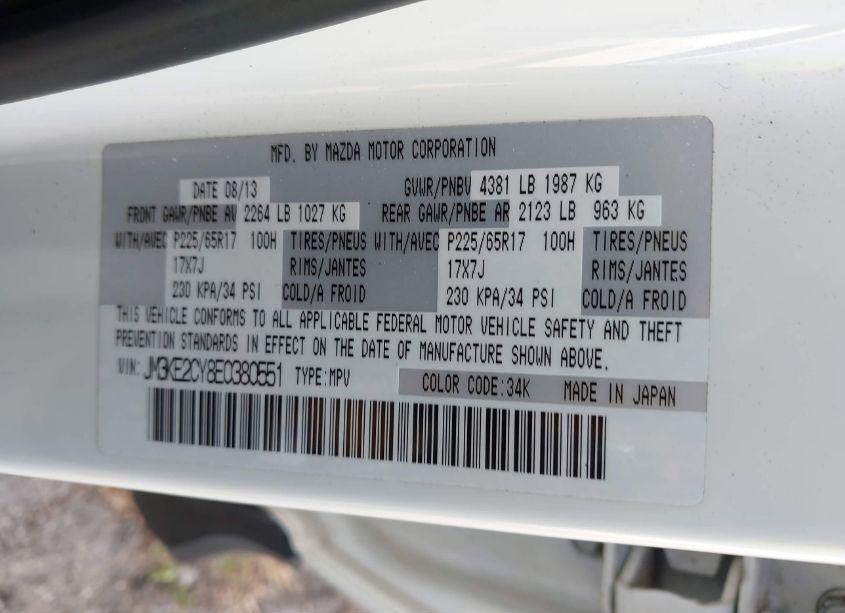 MFD. BY MAZDA MOTOR CORPORATION
DATE 08/13 GVWR/PNBV 4381 LB 1987 KG
FRONT GAWR/PNBE AV 2264 LB 1027 KG REAR GAWR/PNBE AR 2123 LB 963 KG
WITH/AVEC P225/65R17 100H TIRES/PNEUS WITH/AVEC P225/65R17 100H TIRES/PNEUS
17X7J RIMS/JANTES 17X7J RIMS/JANTES
230 KPA/34 PSI COLD/A FROID 230 KPA/34 PSI COLD/A FROID
THIS VEHICLE CONFORMS TO ALL APPLICABLE FEDERAL MOTOR VEHICLE SAFETY AND THEFT
PREVENTION STANDARDS IN EFFECT ON THE DATE OF MANUFACTURE SHOWN ABOVE.
VIN: JM3KE2CY8E0380551 TYPE:MPV COLOR CODE:34K MADE IN JAPAN